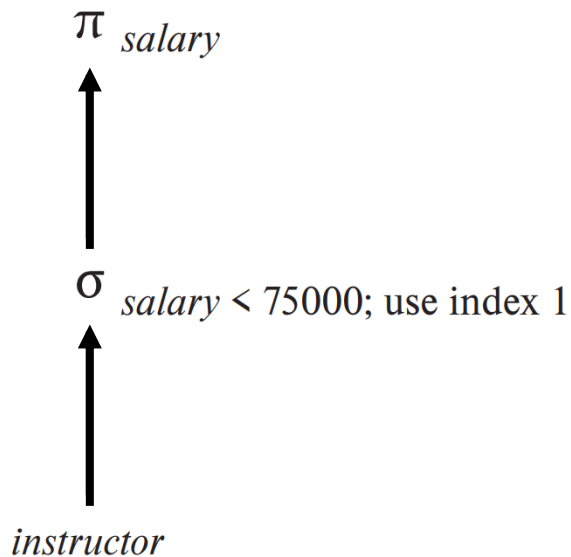 π salary
σ salary < 75000; use index 1
instructor